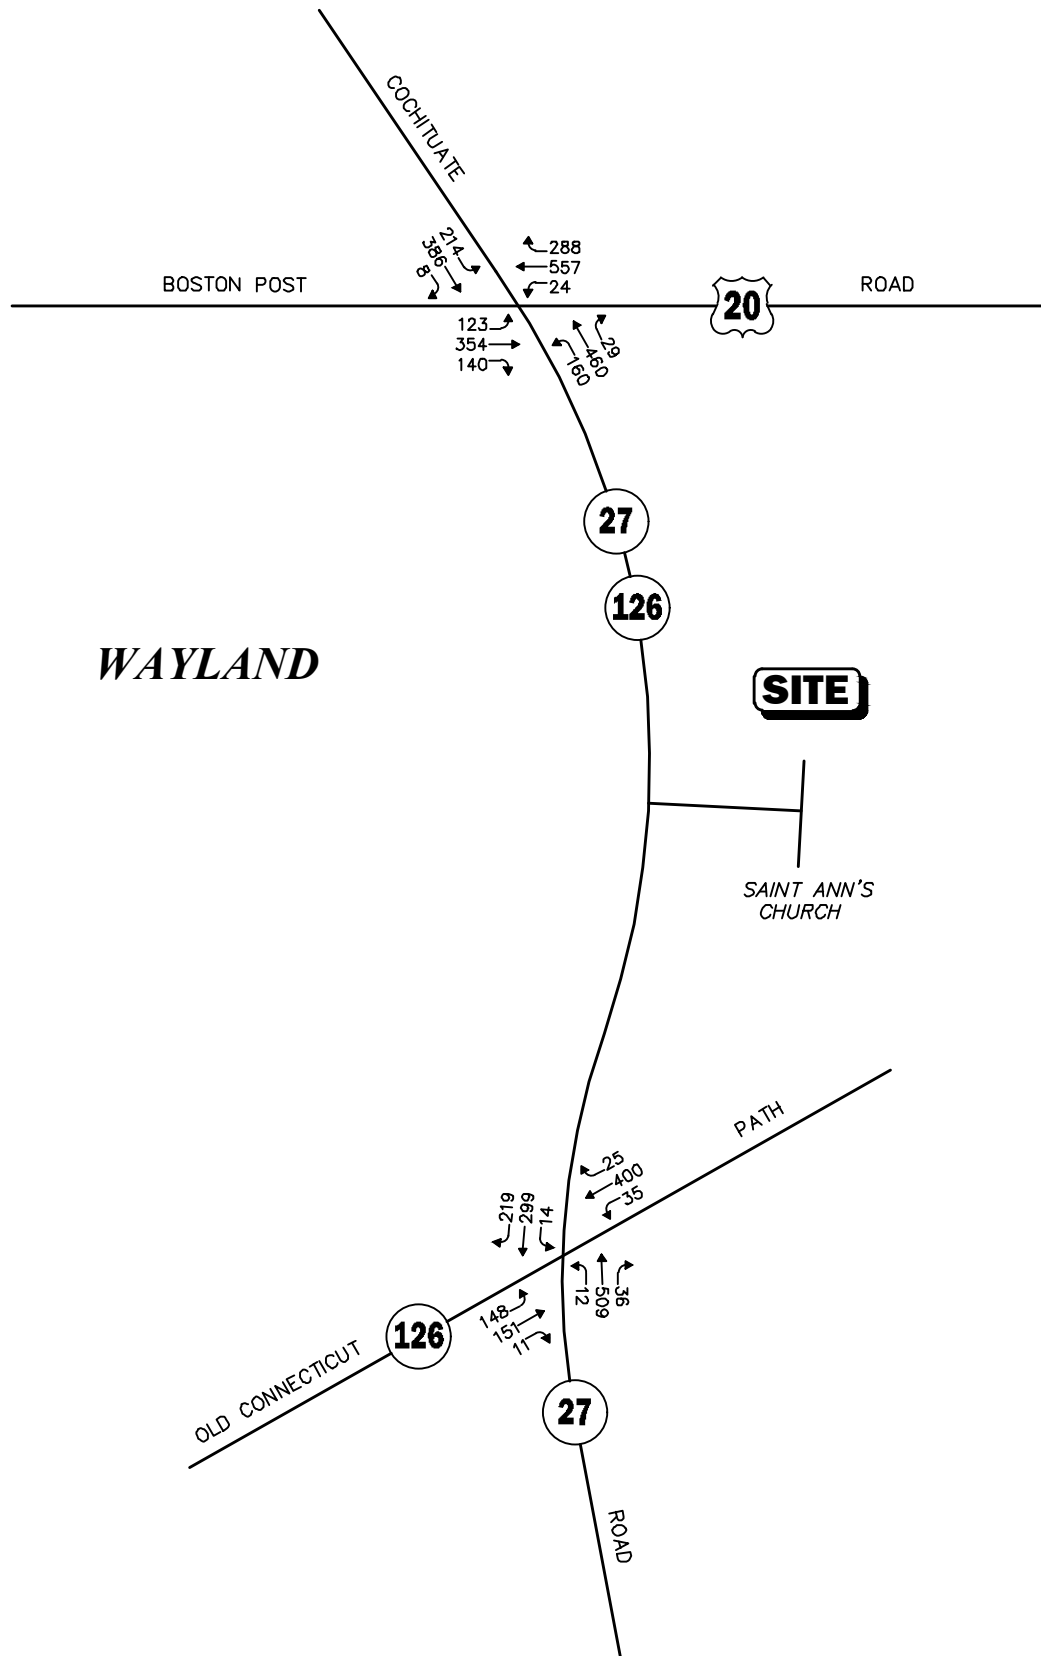 COCHITUATE
214
386
8
288
557
24
BOSTON POST
20
ROAD
123
354
140
29
460
160
27
126
WAYLAND
SITE
SAINT ANN'S
CHURCH
PATH
25
400
35
219
299
14
12
509
36
148
151
11
126
OLD CONNECTICUT
27
ROAD